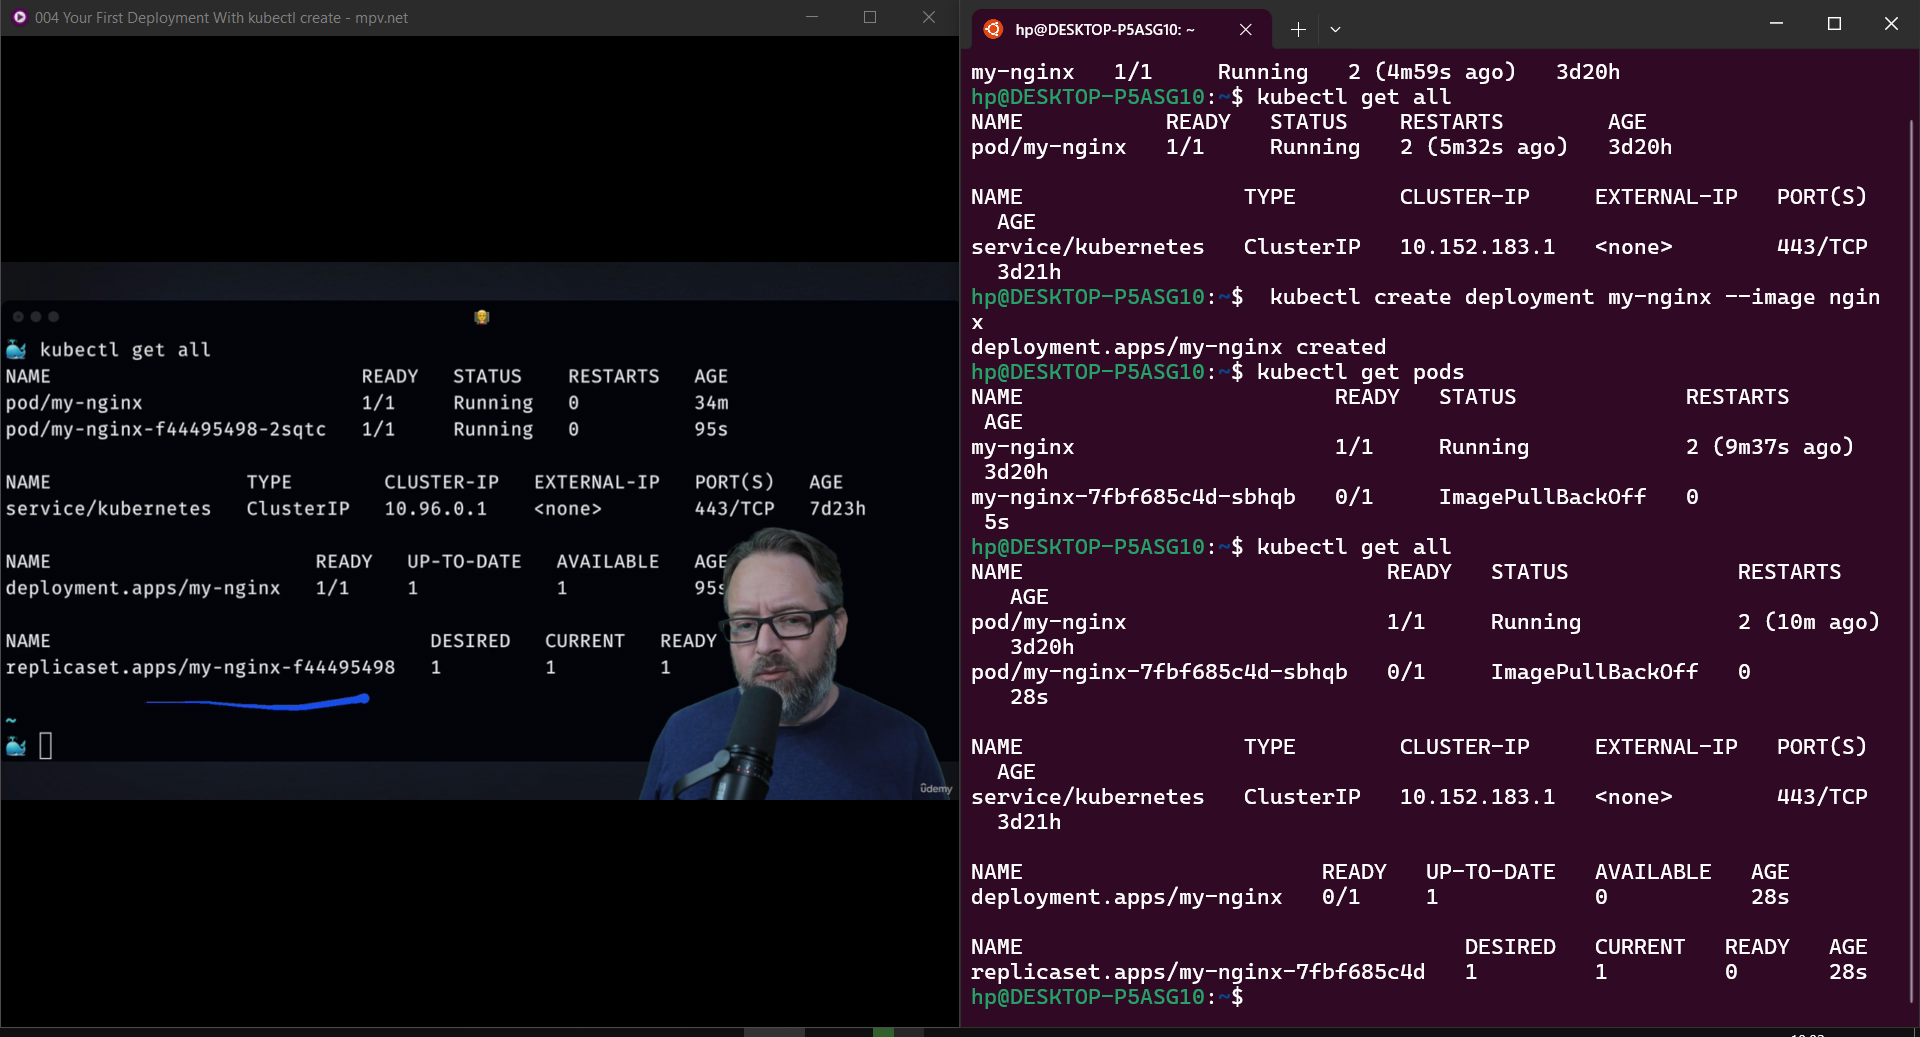 004 Your First Deployment With kubectl create - mpv.net
kubectl get all
NAME READY STATUS RESTARTS AGE
pod/my-nginx 1/1 Running 0 34m
pod/my-nginx-f44495498-2sqtc 1/1 Running 0 95s
NAME TYPE CLUSTER-IP EXTERNAL-IP PORT(S) AGE
service/kubernetes ClusterIP 10.96.0.1 <none> 443/TCP 7d23h
NAME READY UP-TO-DATE AVAILABLE AGE
deployment.apps/my-nginx 1/1 1 1 95s
NAME DESIRED CURRENT READY
replicaset.apps/my-nginx-f44495498 1 1 1
~
ûdemy
hp@DESKTOP-P5ASG10: ~
my-nginx 1/1 Running 2 (4m59s ago) 3d20h
hp@DESKTOP-P5ASG10:~$ kubectl get all
NAME READY STATUS RESTARTS AGE
pod/my-nginx 1/1 Running 2 (5m32s ago) 3d20h
NAME TYPE CLUSTER-IP EXTERNAL-IP PORT(S)
AGE
service/kubernetes ClusterIP 10.152.183.1 <none> 443/TCP
3d21h
hp@DESKTOP-P5ASG10:~$ kubectl create deployment my-nginx --image ngin
x
deployment.apps/my-nginx created
hp@DESKTOP-P5ASG10:~$ kubectl get pods
NAME READY STATUS RESTARTS
AGE
my-nginx 1/1 Running 2 (9m37s ago)
3d20h
my-nginx-7fbf685c4d-sbhqb 0/1 ImagePullBackOff 0
5s
hp@DESKTOP-P5ASG10:~$ kubectl get all
NAME READY STATUS RESTARTS
AGE
pod/my-nginx 1/1 Running 2 (10m ago)
3d20h
pod/my-nginx-7fbf685c4d-sbhqb 0/1 ImagePullBackOff 0
28s
NAME TYPE CLUSTER-IP EXTERNAL-IP PORT(S)
AGE
service/kubernetes ClusterIP 10.152.183.1 <none> 443/TCP
3d21h
NAME READY UP-TO-DATE AVAILABLE AGE
deployment.apps/my-nginx 0/1 1 0 28s
NAME DESIRED CURRENT READY AGE
replicaset.apps/my-nginx-7fbf685c4d 1 1 0 28s
hp@DESKTOP-P5ASG10:~$